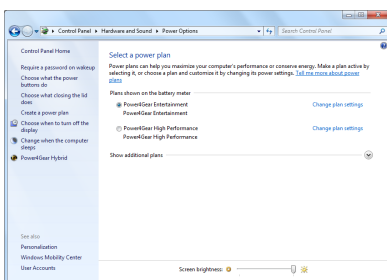 Control Panel ▸ Hardware and Sound ▸ Power Options
Search Control Panel
Control Panel Home
Require a password on wakeup
Choose what the power
buttons do
Choose what closing the lid
does
Create a power plan
Choose when to turn off the
display
Change when the computer
sleeps
Power4Gear Hybrid
See also
Personalization
Windows Mobility Center
User Accounts
Select a power plan
Power plans can help you maximize your computer's performance or conserve energy. Make a plan active by
selecting it, or choose a plan and customize it by changing its power settings. Tell me more about power
plans
Plans shown on the battery meter
Power4Gear Entertainment Change plan settings
Power4Gear Entertainment
Power4Gear High Performance Change plan settings
Power4Gear High Performance
Show additional plans
Screen brightness: